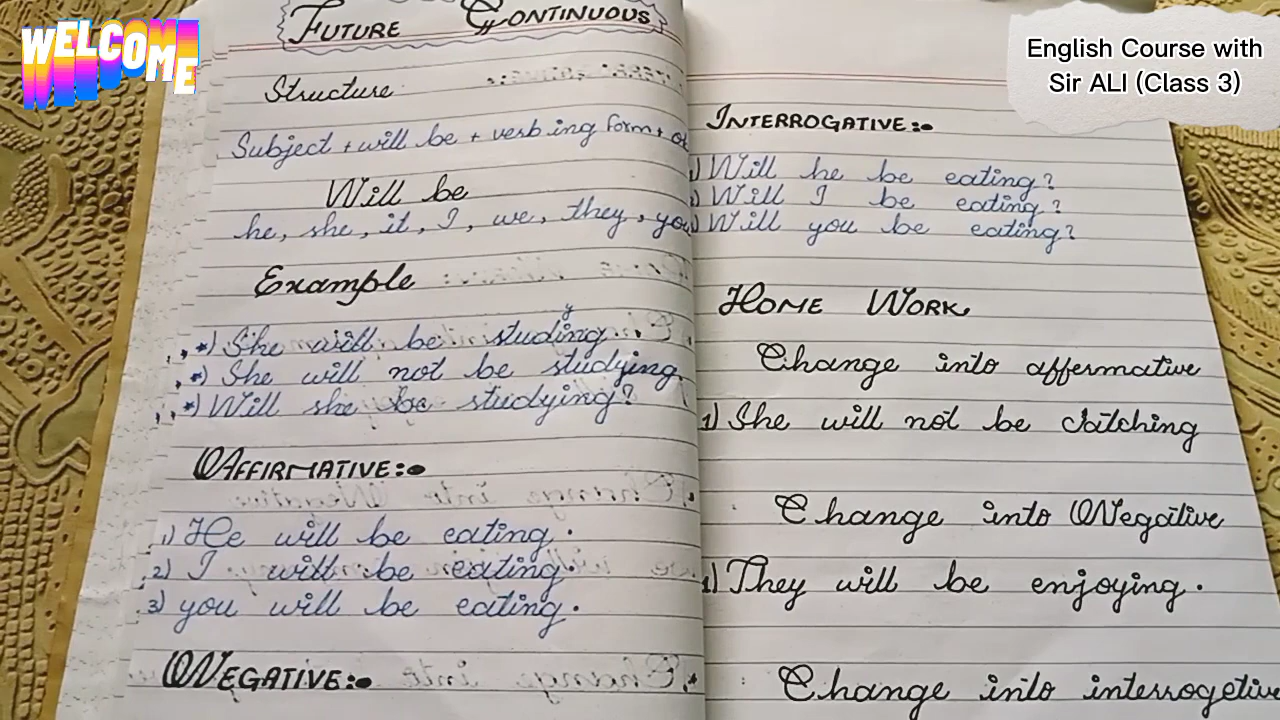 WELCOME
English Course with
Sir ALI (Class 3)
FUTURE CONTINUOUS
Structure
Subject + will be + verb ing form +
Will be
he, she, it, I, we, they, you
Example
*) She will be studying.
*) She will not be studying
*) Will she be studying?
AFFIRMATIVE:
1) He will be eating.
2) I will be eating.
3) you will be eating.
NEGATIVE:
INTERROGATIVE:
) Will he be eating?
) Will I be eating?
) Will you be eating?
HOME WORK
Change into affermative
1) She will not be
Change into Negative
1) They will be enjoying.
Change into interrogetive